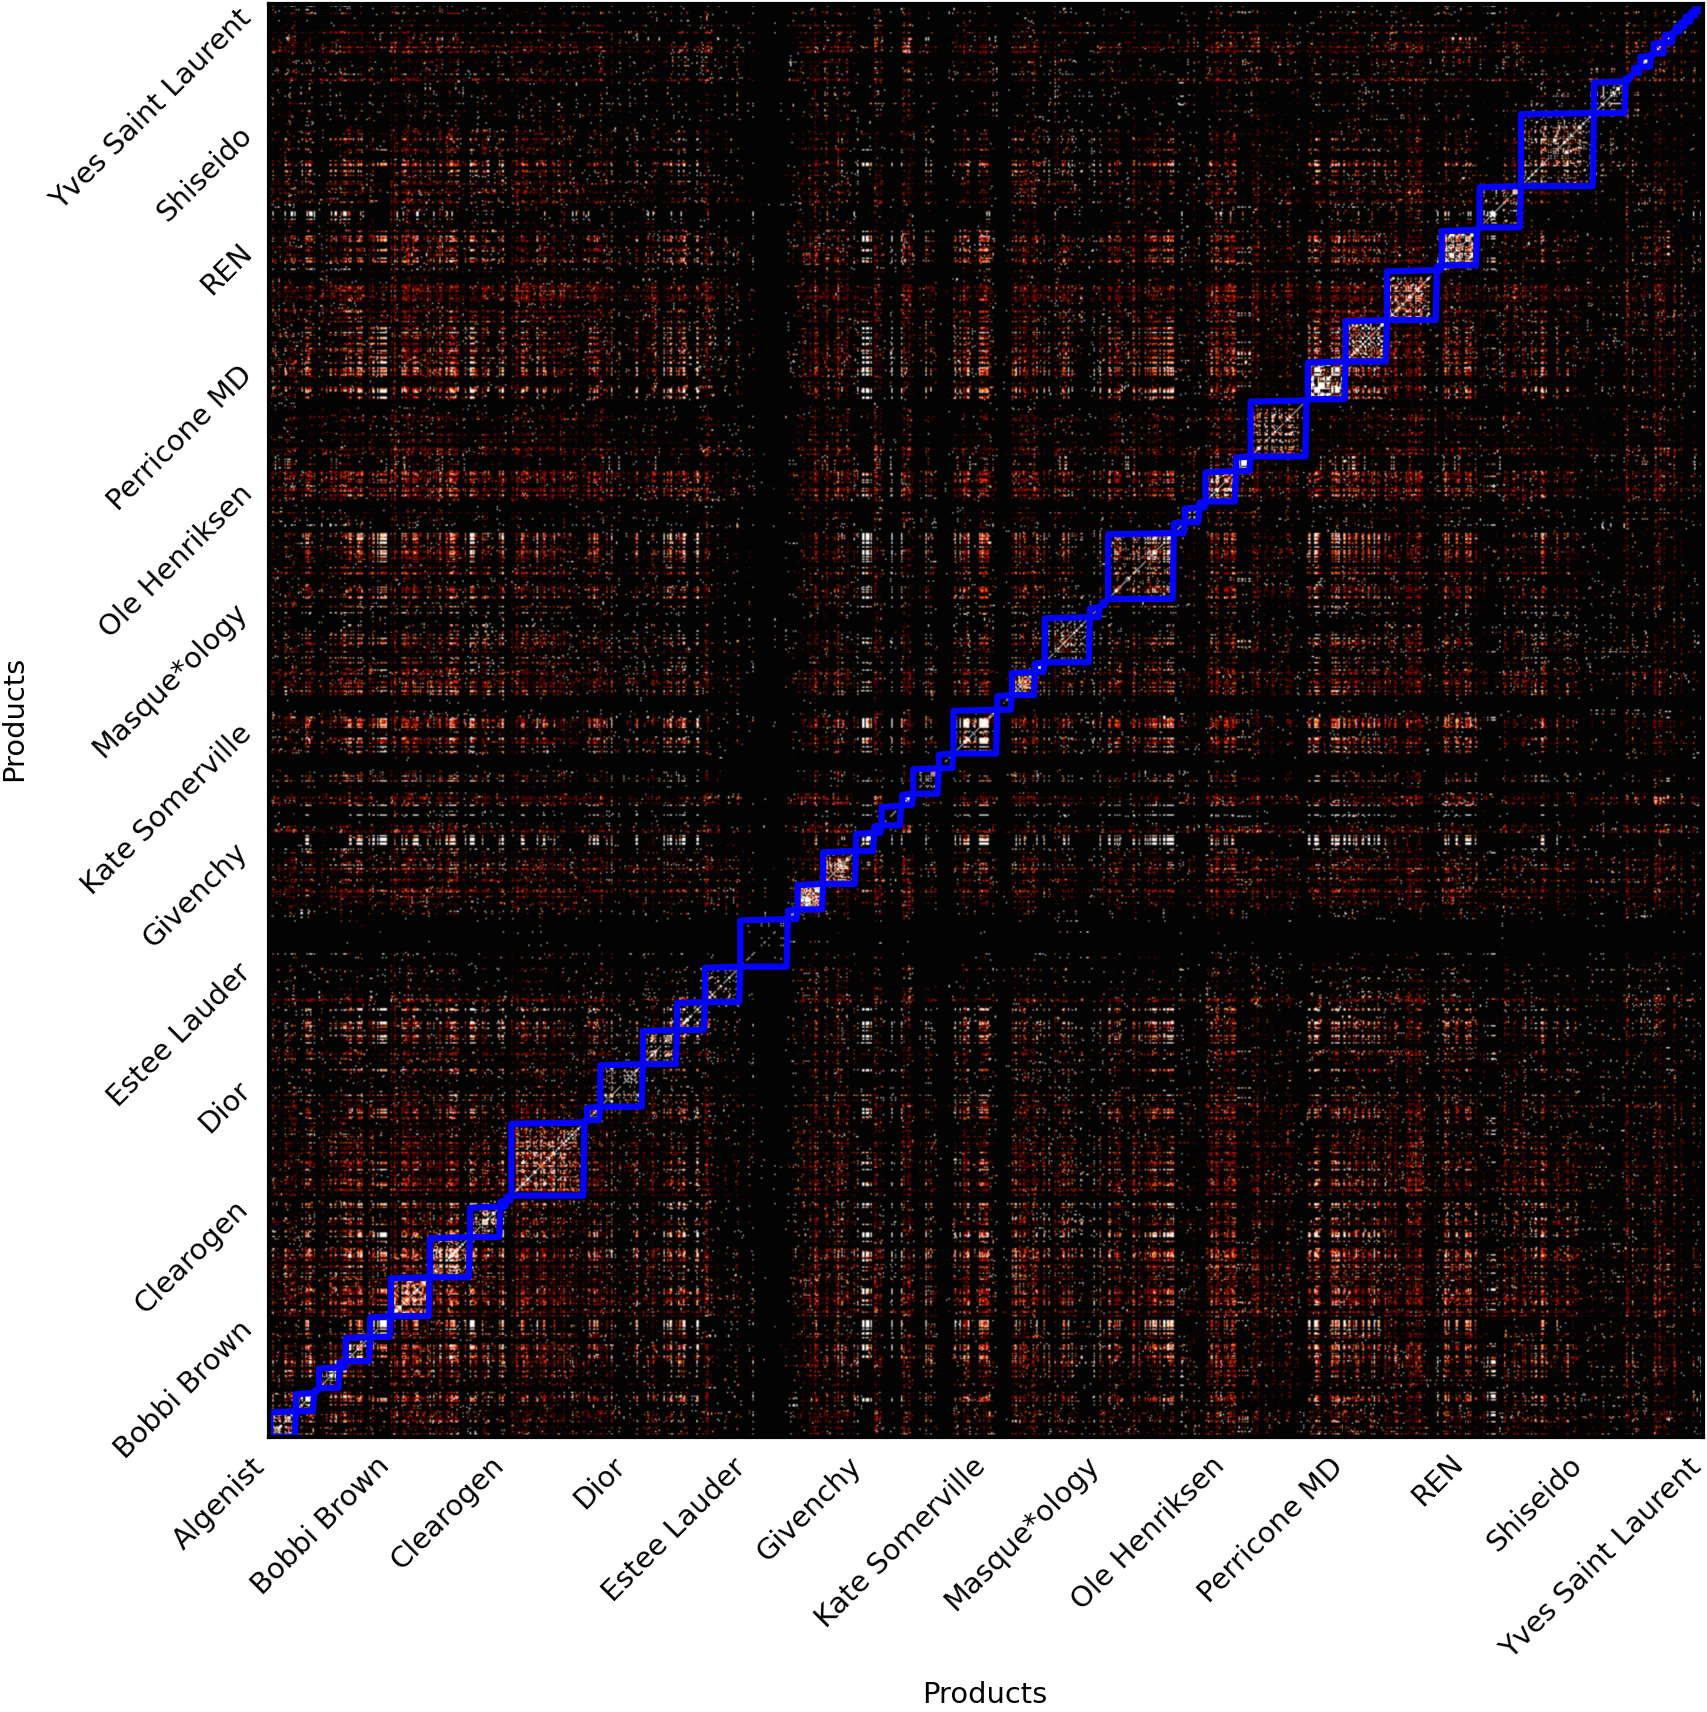 Yves Saint Laurent
Shiseido
REN
Perricone MD
Ole Henriksen
Masque*ology
Kate Somerville
Givenchy
Estee Lauder
Dior
Clearogen
Bobbi Brown
Products
Algenist
Bobbi Brown
Clearogen
Dior
Estee Lauder
Givenchy
Kate Somerville
Masque*ology
Ole Henriksen
Perricone MD
REN
Shiseido
Yves Saint Laurent
Products